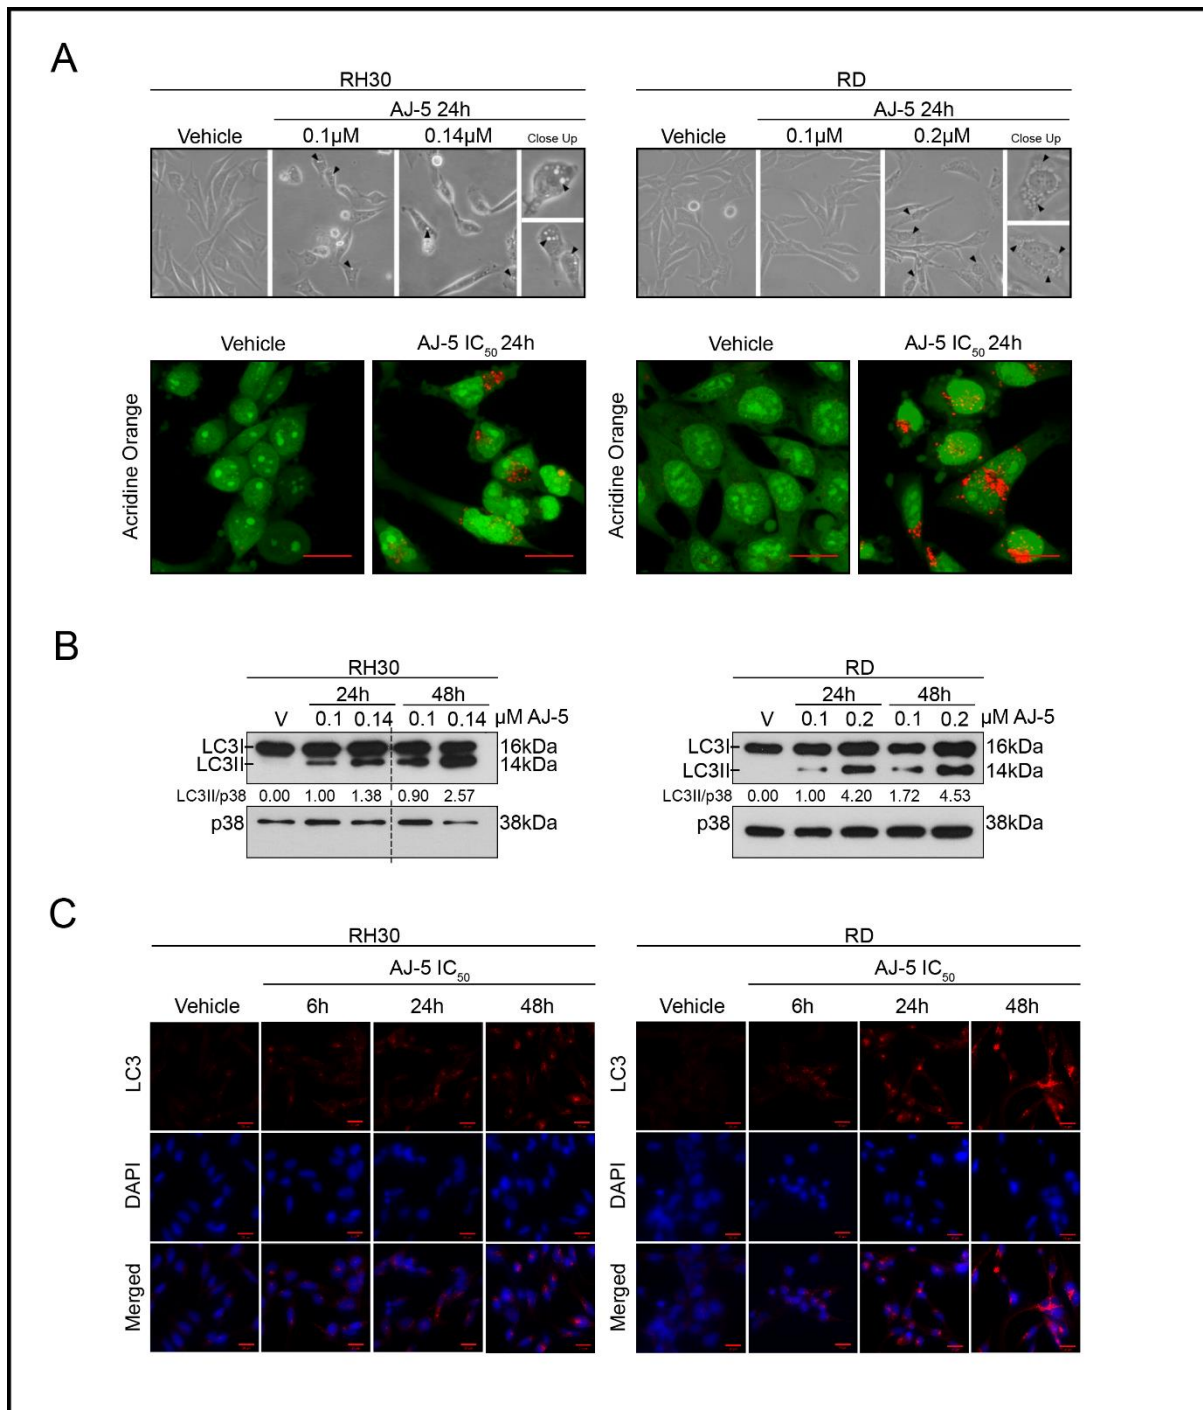 A
RH30
AJ-5 24h
Vehicle 0.1µM 0.14µM Close Up
RD
AJ-5 24h
Vehicle 0.1µM 0.2µM Close Up
Vehicle AJ-5 IC50 24h
Acridine Orange
Vehicle AJ-5 IC50 24h
Acridine Orange
B
RH30
24h 48h
V 0.1 0.14 0.1 0.14 µM AJ-5
LC3I 16kDa
LC3II 14kDa
LC3II/p38 0.00 1.00 1.38 0.90 2.57
p38 38kDa
RD
24h 48h
V 0.1 0.2 0.1 0.2 µM AJ-5
LC3I 16kDa
LC3II 14kDa
LC3II/p38 0.00 1.00 4.20 1.72 4.53
p38 38kDa
C
RH30
AJ-5 IC50
Vehicle 6h 24h 48h
LC3
DAPI
Merged
RD
AJ-5 IC50
Vehicle 6h 24h 48h
LC3
DAPI
Merged